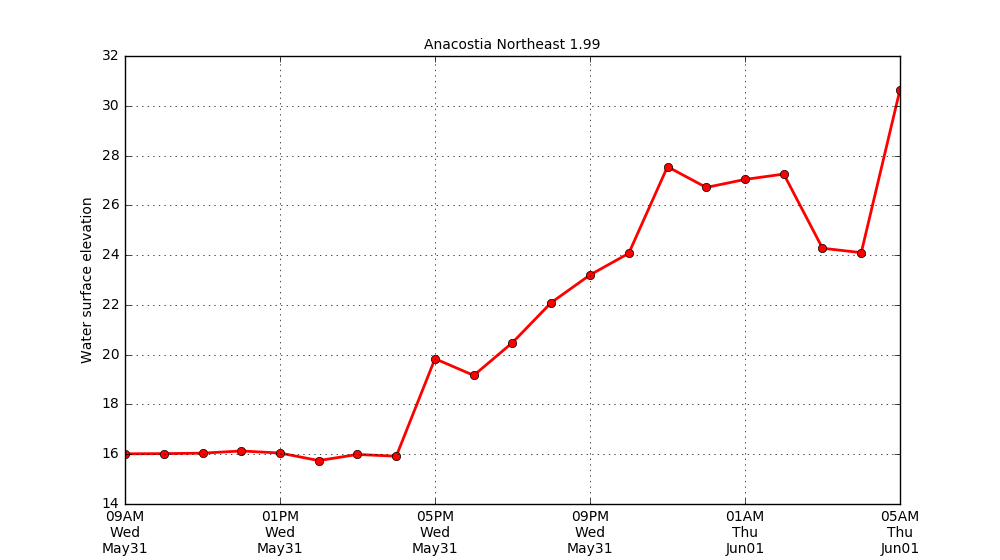 Anacostia Northeast 1.99
32
30
28
26
24
22
20
18
16
14
Water surface elevation
09AM
Wed
May31
01PM
Wed
May31
05PM
Wed
May31
09PM
Wed
May31
01AM
Thu
Jun01
05AM
Thu
Jun01